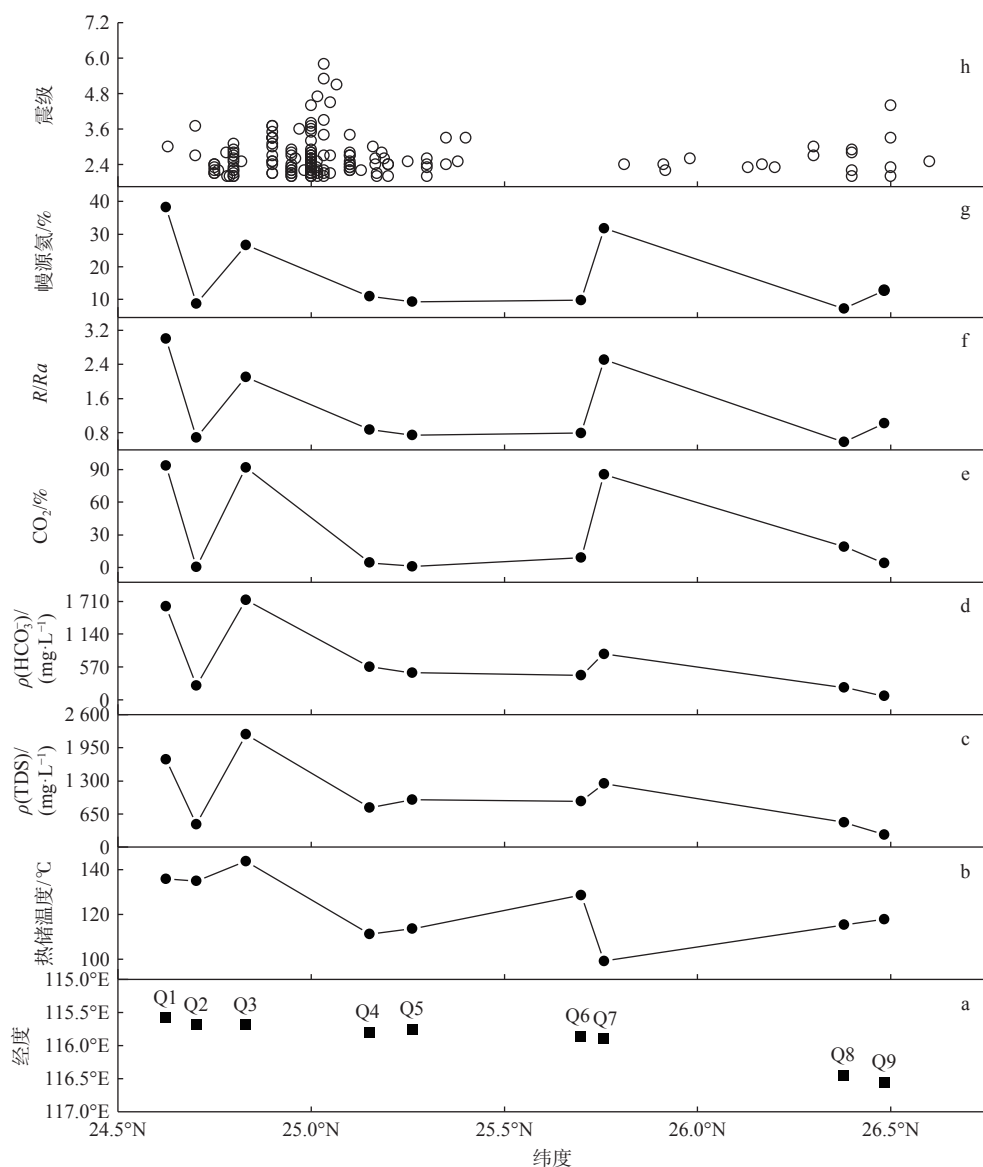 7.2
6.0
4.8
3.6
2.4
震级
h
40
30
20
10
幔源氦/%
g
3.2
2.4
1.6
0.8
R/Ra
f
90
60
30
0
CO₂/%
e
1 710
1 140
570
0
ρ(HCO₃⁻)/
(mg·L⁻¹)
d
2 600
1 950
1 300
650
0
ρ(TDS)/
(mg·L⁻¹)
c
140
120
100
热储温度/℃
b
115.0°E
115.5°E
116.0°E
116.5°E
117.0°E
经度
a
Q1
Q2
Q3
Q4
Q5
Q6
Q7
Q8
Q9
24.5°N
25.0°N
25.5°N
26.0°N
26.5°N
纬度